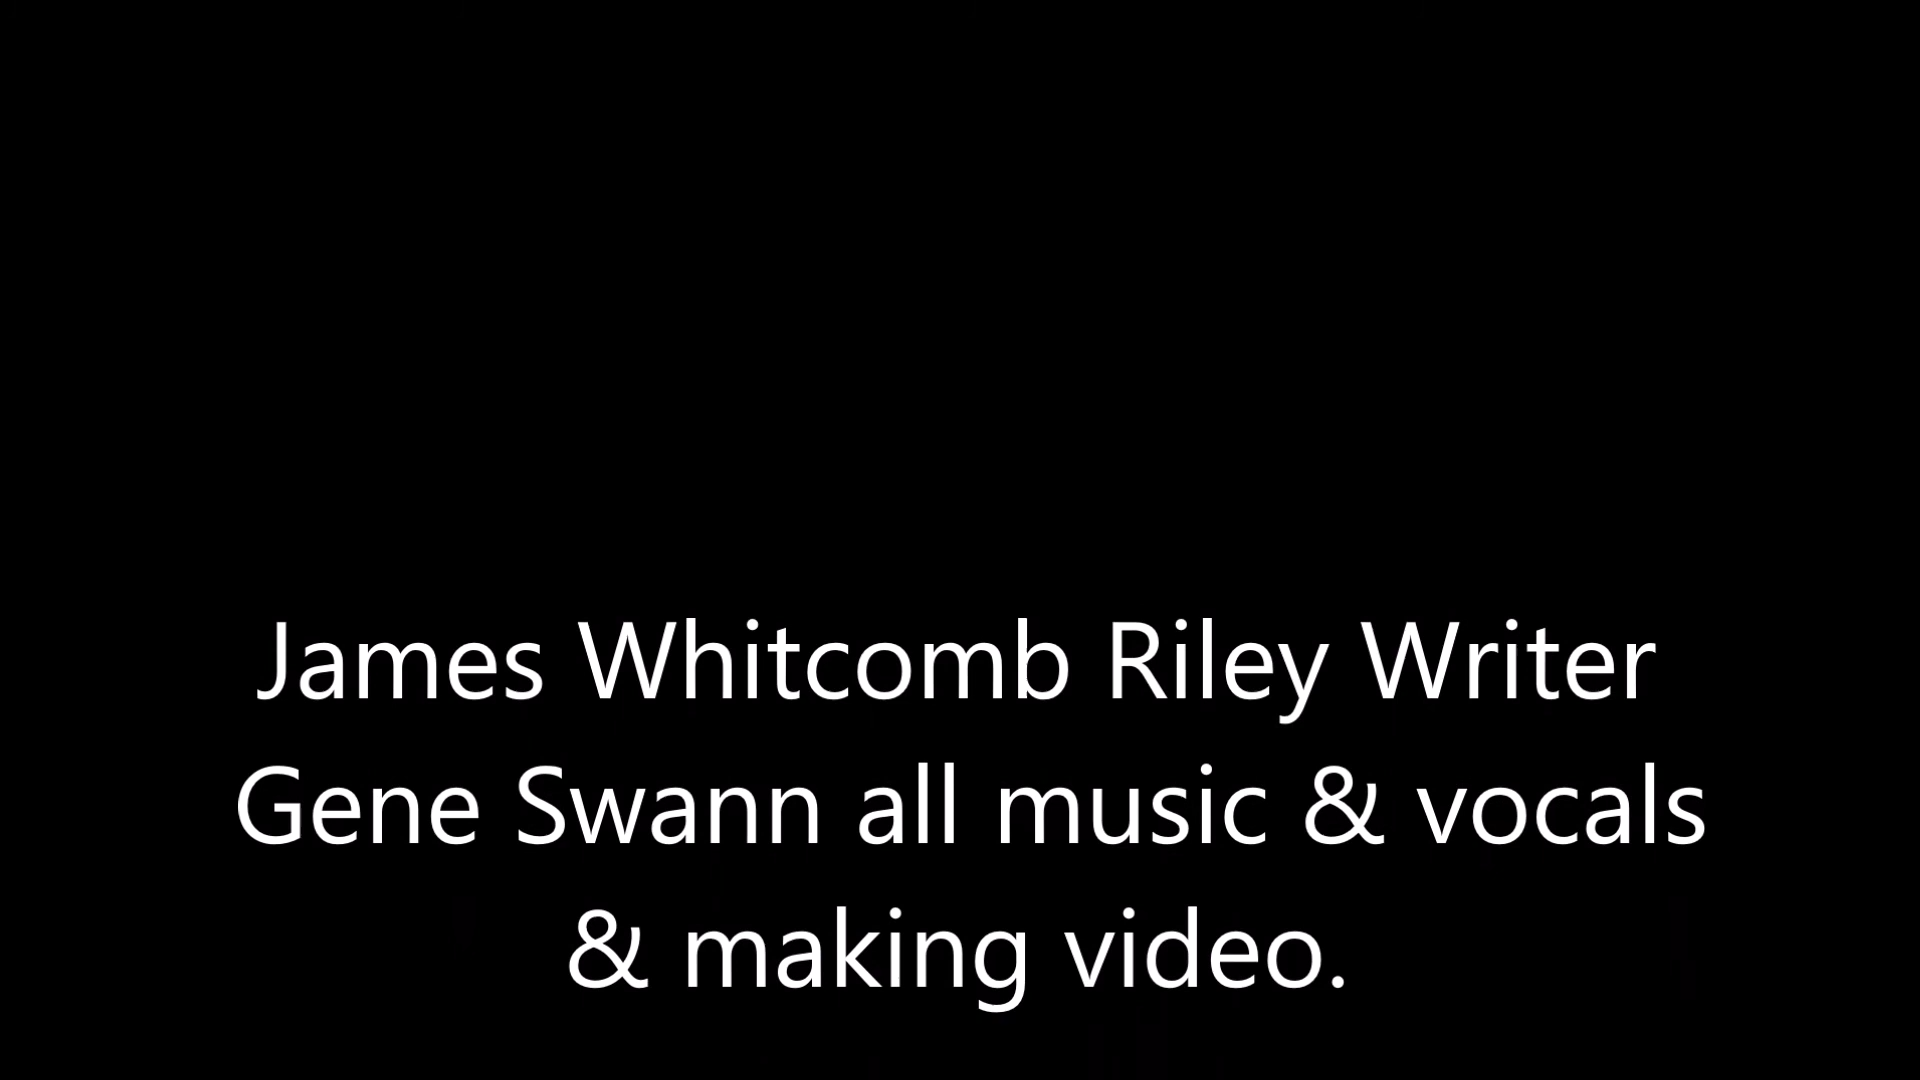 James Whitcomb Riley Writer
Gene Swann all music & vocals
& making video.